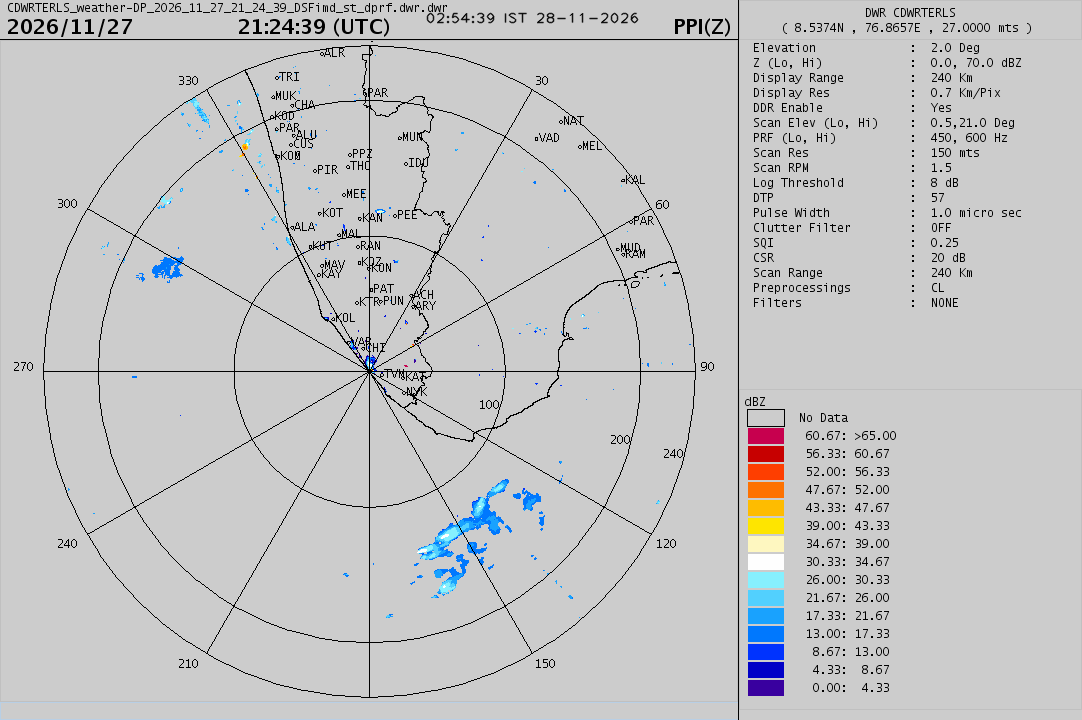 CDWRTERLS_weather-DP_2026_11_27_21_24_39_DSFimd_st_dprf.dwr.dwr
2026/11/27 21:24:39 (UTC) 02:54:39 IST 28-11-2026 PPI(Z)
DWR CDWRTERLS
( 8.5374N , 76.8657E , 27.0000 mts )
Elevation : 2.0 Deg
Z (Lo, Hi) : 0.0, 70.0 dBZ
Display Range : 240 Km
Display Res : 0.7 Km/Pix
DDR Enable : Yes
Scan Elev (Lo, Hi) : 0.5,21.0 Deg
PRF (Lo, Hi) : 450, 600 Hz
Scan Res : 150 mts
Scan RPM : 1.5
Log Threshold : 8 dB
DTP : 57
Pulse Width : 1.0 micro sec
Clutter Filter : OFF
SQI : 0.25
CSR : 20 dB
Scan Range : 240 Km
Preprocessings : CL
Filters : NONE
dBZ
No Data
60.67: >65.00
56.33: 60.67
52.00: 56.33
47.67: 52.00
43.33: 47.67
39.00: 43.33
34.67: 39.00
30.33: 34.67
26.00: 30.33
21.67: 26.00
17.33: 21.67
13.00: 17.33
8.67: 13.00
4.33: 8.67
0.00: 4.33
ALR
TRI
330
30
MUK
PAR
CHA
KOD
NAT
PAR
ALU
MUN
VAD
CUS
MEL
PPZ
THO
IDU
PIR
KAL
MEE
300
60
KOT
KAN
PEE
PAR
ALA
MAL
KUT
RAN
MUD
RAM
MAV
KOZ
KON
KAY
PAT
ACH
KTR
PUN
ARY
KOL
VAR
CHI
270
90
TVM
KAT
NYK
100
200
240
240
120
210
150